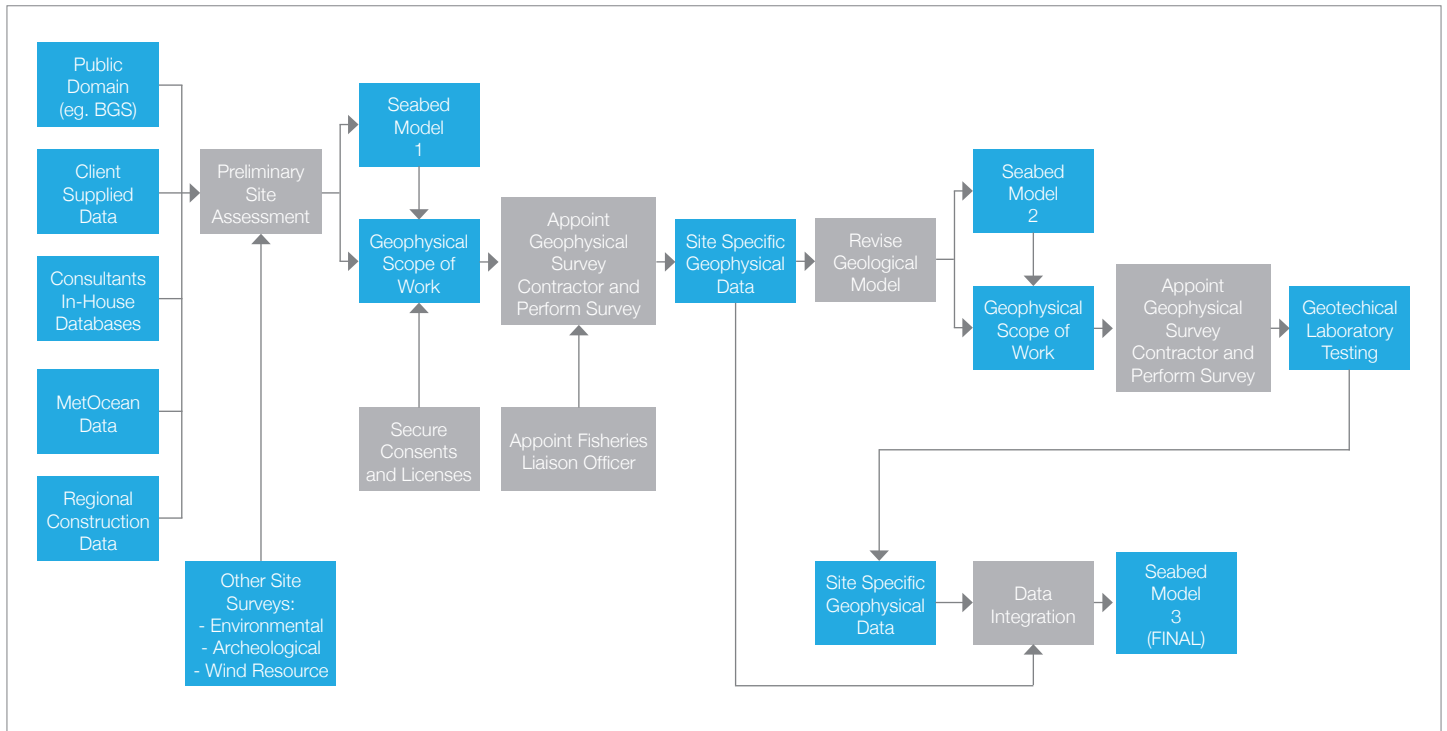 Public
Domain
(eg. BGS)
Client
Supplied
Data
Consultants
In-House
Databases
MetOcean
Data
Regional
Construction
Data
Other Site
Surveys:
- Environmental
- Archeological
- Wind Resource
Preliminary
Site
Assessment
Seabed
Model
1
Geophysical
Scope of
Work
Secure
Consents
and Licenses
Appoint
Geophysical
Survey
Contractor and
Perform Survey
Appoint Fisheries
Liaison Officer
Site Specific
Geophysical
Data
Revise
Geological
Model
Seabed
Model
2
Geophysical
Scope of
Work
Appoint
Geophysical
Survey
Contractor and
Perform Survey
Geotechical
Laboratory
Testing
Site Specific
Geophysical
Data
Data
Integration
Seabed
Model
3
(FINAL)